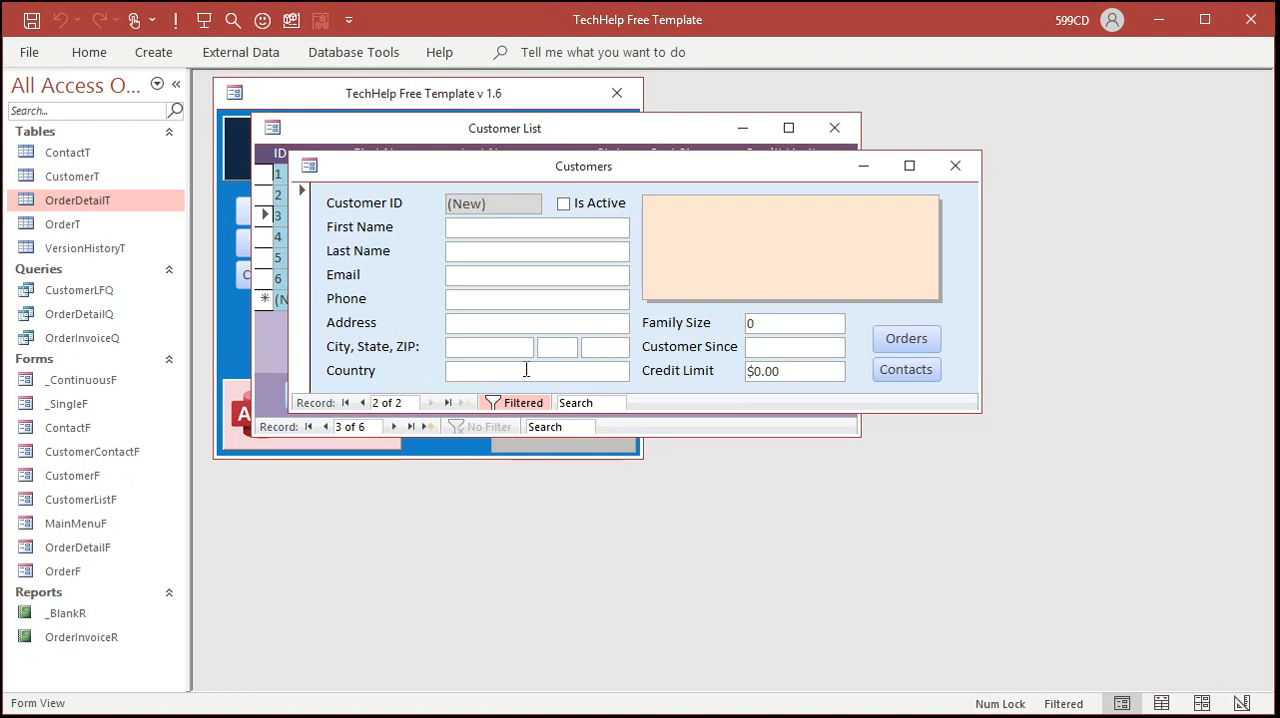 TechHelp Free Template
599CD
File Home Create External Data Database Tools Help Tell me what you want to do
All Access O...
Search...
Tables
ContactT
CustomerT
OrderDetailT
OrderT
VersionHistoryT
Queries
CustomerLFQ
OrderDetailQ
OrderInvoiceQ
Forms
_ContinuousF
_SingleF
ContactF
CustomerContactF
CustomerF
CustomerListF
MainMenuF
OrderDetailF
OrderF
Reports
_BlankR
OrderInvoiceR
TechHelp Free Template v 1.6
Customer List
ID
1
2
3
4
5
6
(N
C
A
Customers
Customer ID (New) Is Active
First Name
Last Name
Email
Phone
Address Family Size 0
City, State, ZIP: Customer Since Orders
Country Credit Limit $0.00 Contacts
Record: 2 of 2 Filtered Search
Record: 3 of 6 No Filter Search
Form View Num Lock Filtered